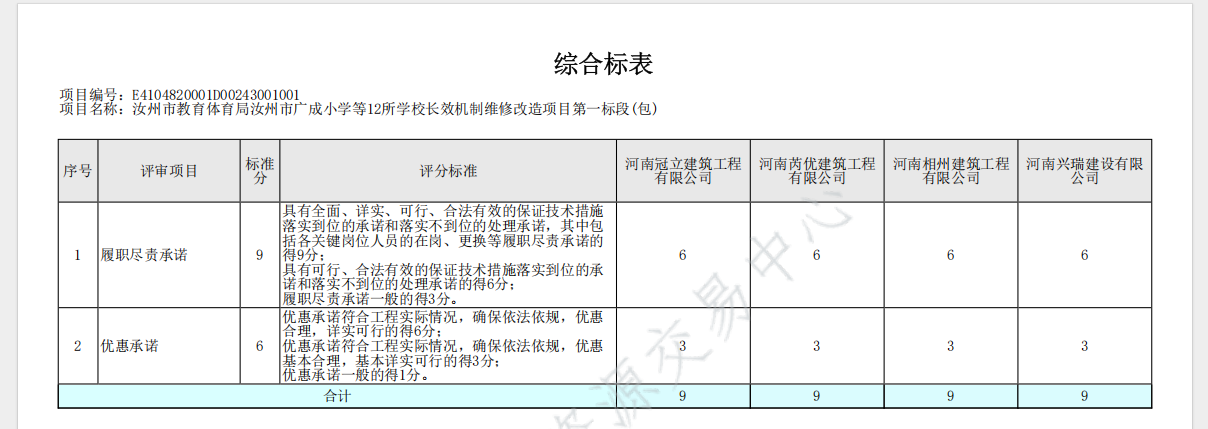 综合标表
项目编号：E4104820001D00243001001
项目名称：汝州市教育体育局汝州市广成小学等12所学校长效机制维修改造项目第一标段(包)
序号
评审项目
标准
分
评分标准
河南冠立建筑工程
有限公司
河南芮优建筑工程
有限公司
河南相州建筑工程
有限公司
河南兴瑞建设有限
公司
1
履职尽责承诺
9
具有全面、详实、可行、合法有效的保证技术措施
落实到位的承诺和落实不到位的处理承诺，其中包
括各关键岗位人员的在岗、更换等履职尽责承诺的
得9分；
具有可行、合法有效的保证技术措施落实到位的承
诺和落实不到位的处理承诺的得6分；
履职尽责承诺一般的得3分。
6
6
6
6
2
优惠承诺
6
优惠承诺符合工程实际情况，确保依法依规，优惠
合理，详实可行的得6分；
优惠承诺符合工程实际情况，确保依法依规，优惠
基本合理，基本详实可行的得3分；
优惠承诺一般的得1分。
3
3
3
3
合计
9
9
9
9
源交易中心